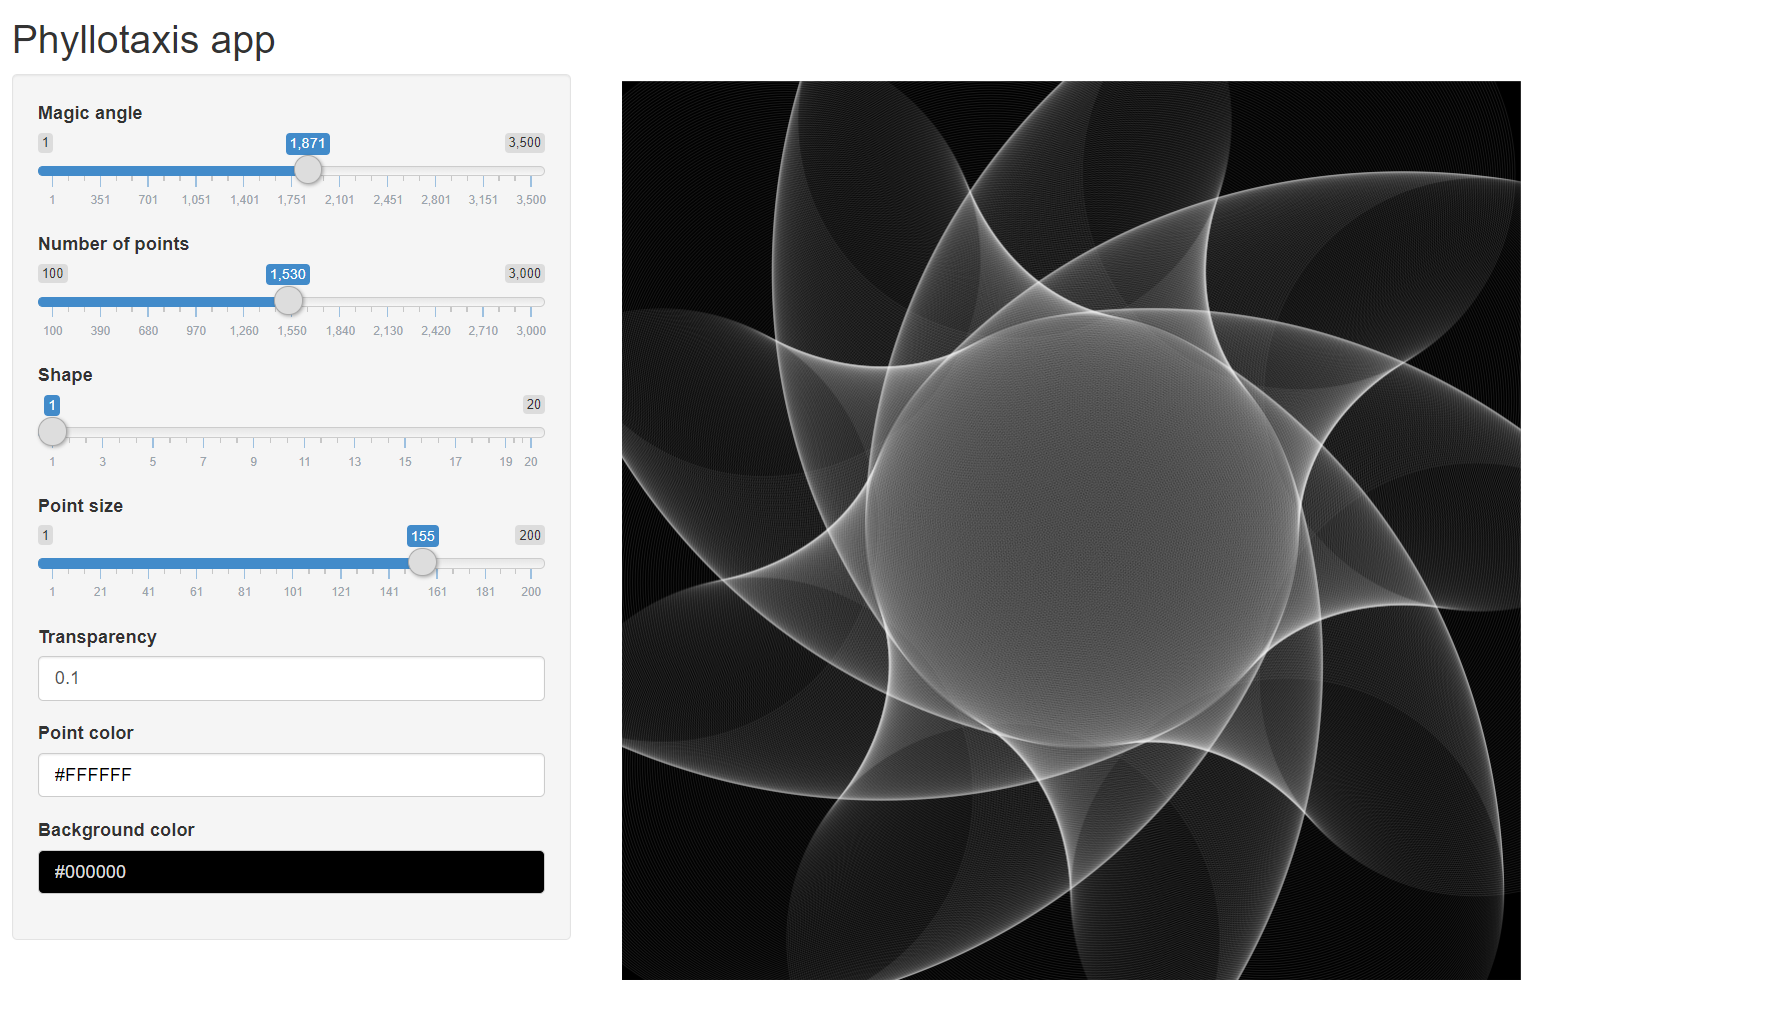 Phyllotaxis app
Magic angle
1 1,871 3,500
1 351 701 1,051 1,401 1,751 2,101 2,451 2,801 3,151 3,500
Number of points
100 1,530 3,000
100 390 680 970 1,260 1,550 1,840 2,130 2,420 2,710 3,000
Shape
1 20
1 3 5 7 9 11 13 15 17 19 20
Point size
1 155 200
1 21 41 61 81 101 121 141 161 181 200
Transparency
0.1
Point color
#FFFFFF
Background color
#000000